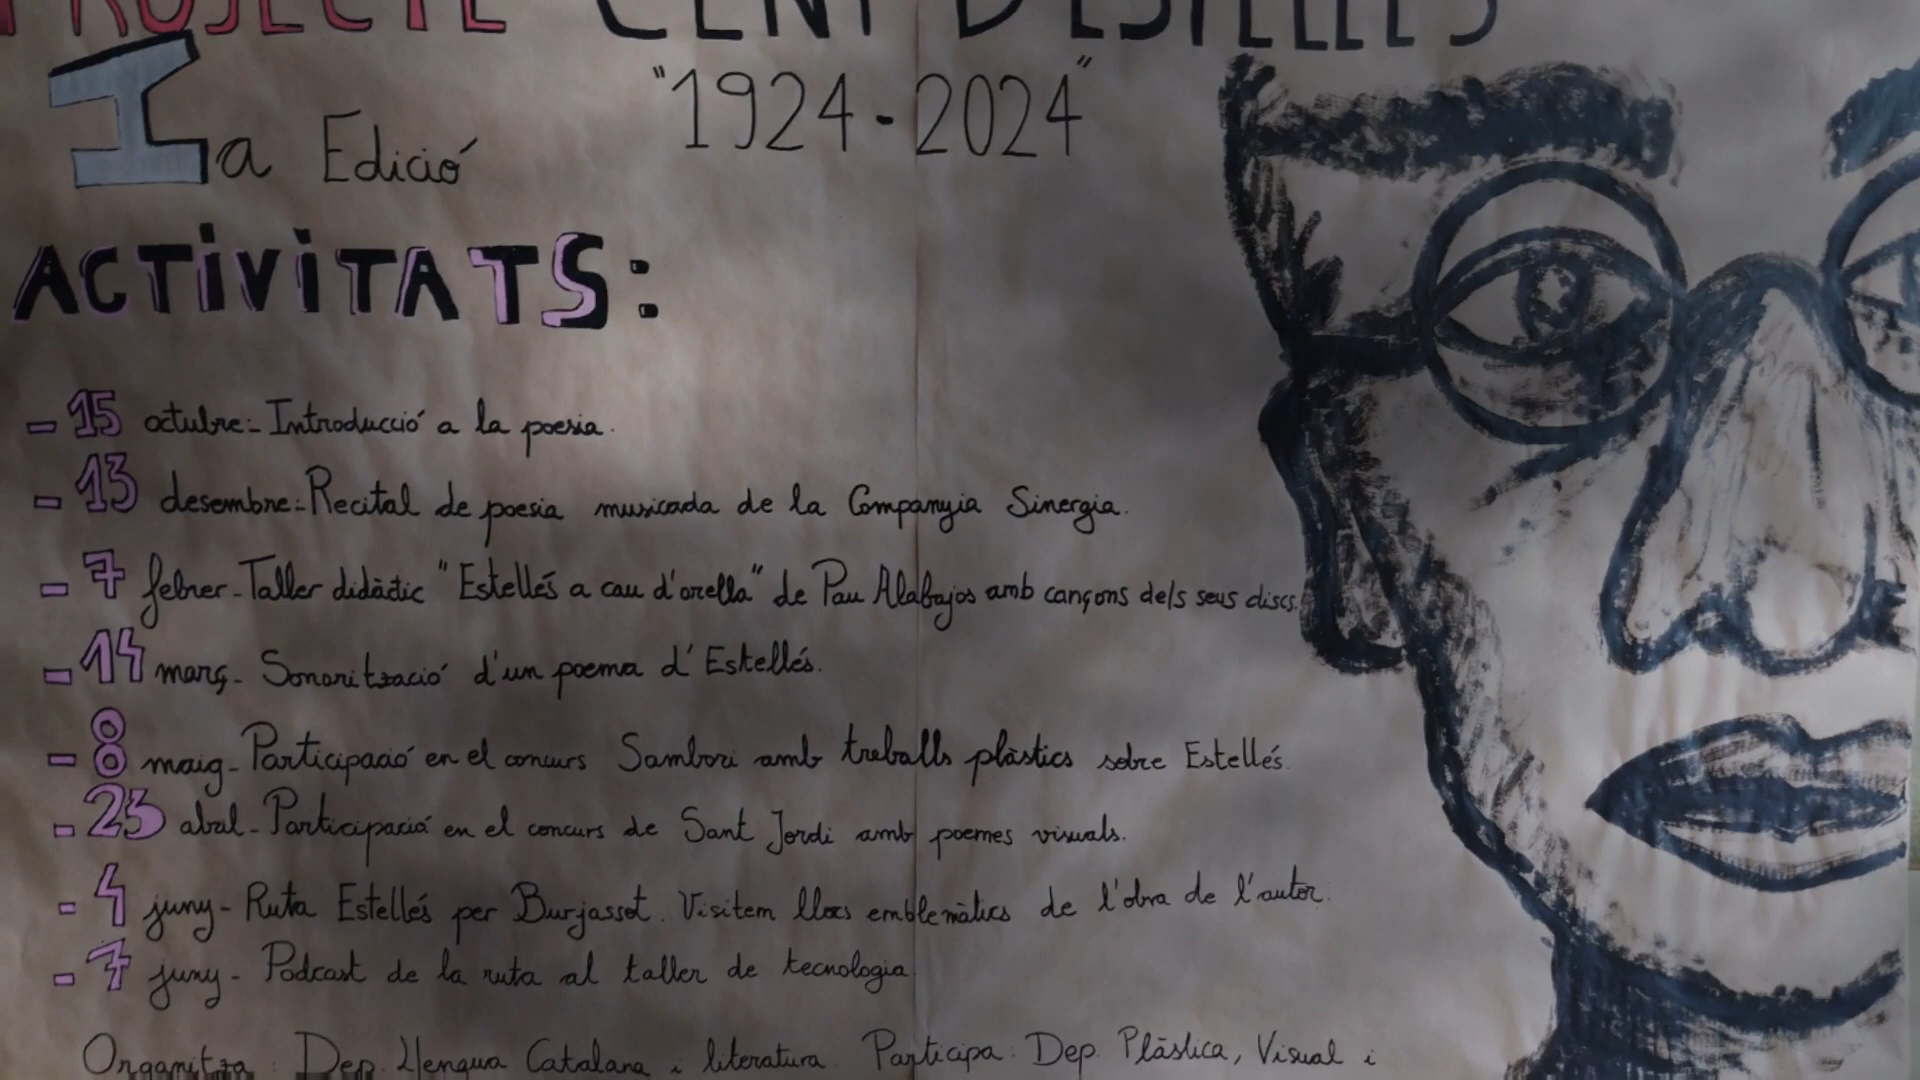 PROJECTE CENT D'ESTELLÉS
"1924-2024"
Ia Edició
ACTiViTATS:
- 15 octubre:- Introducció a la poesia.
- 13 desembre:- Recital de poesia musicada de la Companyia Sinergia.
- 7 febrer - Taller didàctic "Estellés a cau d'orella" de Pau Alabajos amb cançons dels seus discs.
- 14 març - Sonorització d'un poema d'Estellés.
- 8 maig - Participació en el concurs Sambori amb treballs plàstics sobre Estellés.
- 23 abril - Participació en el concurs de Sant Jordi amb poemes visuals.
- 4 juny - Ruta Estellés per Burjassot. Visitem llocs emblemàtics de l'obra de l'autor.
- 7 juny - Podcast de la ruta al taller de tecnologia
Organitza: Dep. Llengua Catalana i literatura. Participa: Dep. Plàstica, Visual i